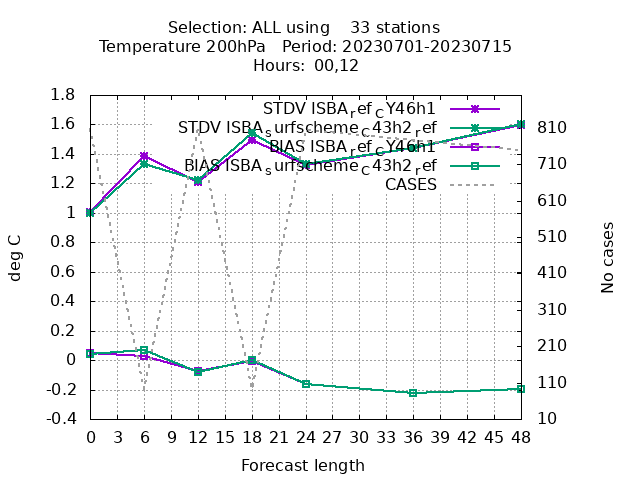 Selection: ALL using    33 stations
Temperature 200hPa   Period: 20230701-20230715
Hours:  00,12
STDV ISBA_ref_CY46h1
STDV ISBA_surfscheme_C43h2_ref
BIAS ISBA_ref_CY46h1
BIAS ISBA_surfscheme_C43h2_ref
CASES
deg C
1.8
1.6
1.4
1.2
1
0.8
0.6
0.4
0.2
0
-0.2
-0.4
810
710
610
510
410
310
210
110
10
No cases
0 3 6 9 12 15 18 21 24 27 30 33 36 39 42 45 48
Forecast length